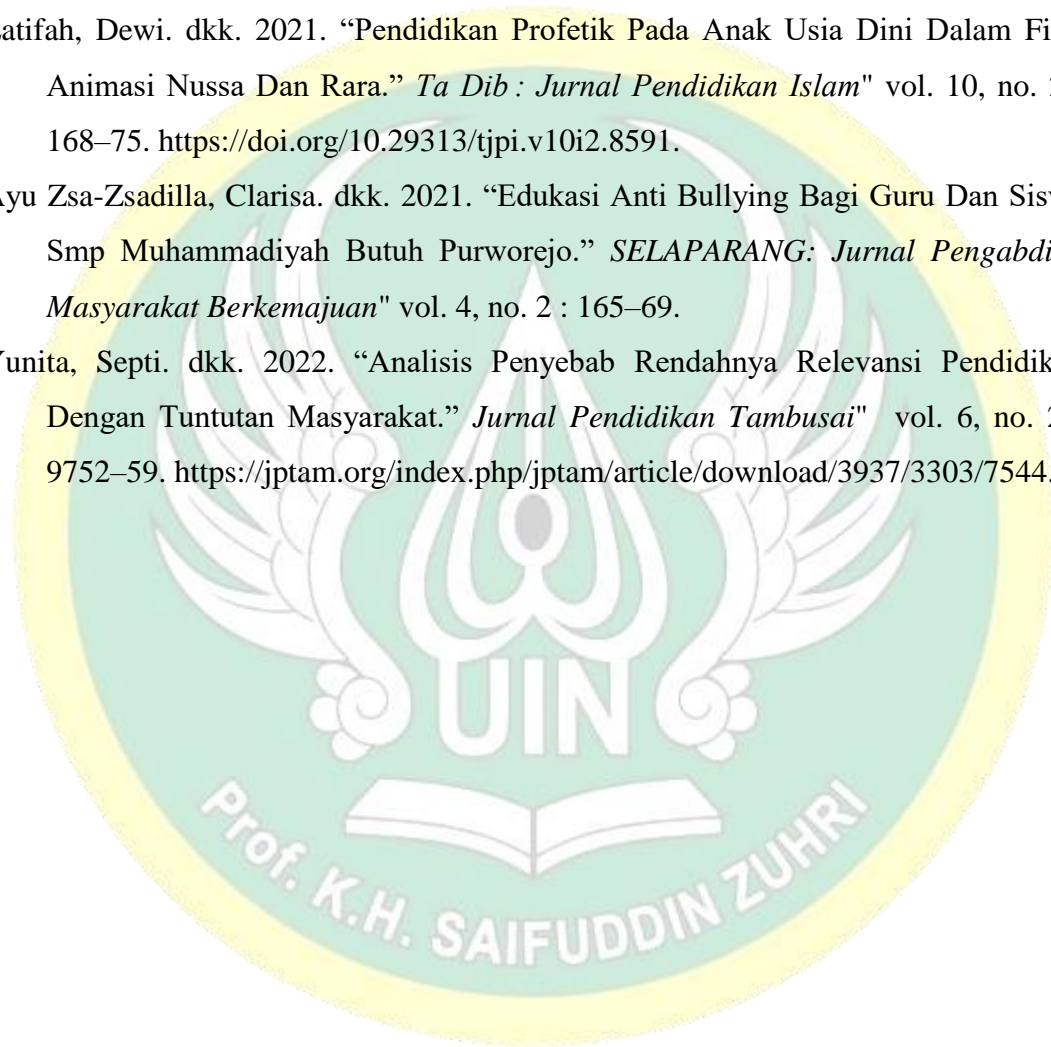 atifah, Dewi. dkk. 2021. “Pendidikan Profetik Pada Anak Usia Dini Dalam Fi
Animasi Nussa Dan Rara.” Ta Dib : Jurnal Pendidikan Islam" vol. 10, no.
168–75. https://doi.org/10.29313/tjpi.v10i2.8591.
Ayu Zsa-Zsadilla, Clarisa. dkk. 2021. “Edukasi Anti Bullying Bagi Guru Dan Sisw
Smp Muhammadiyah Butuh Purworejo.” SELAPARANG: Jurnal Pengabdi
Masyarakat Berkemajuan" vol. 4, no. 2 : 165–69.
Yunita, Septi. dkk. 2022. “Analisis Penyebab Rendahnya Relevansi Pendidik
Dengan Tuntutan Masyarakat.” Jurnal Pendidikan Tambusai" vol. 6, no. 2
9752–59. https://jptam.org/index.php/jptam/article/download/3937/3303/7544.
UIN
Prof. K.H. SAIFUDDIN ZUHRI